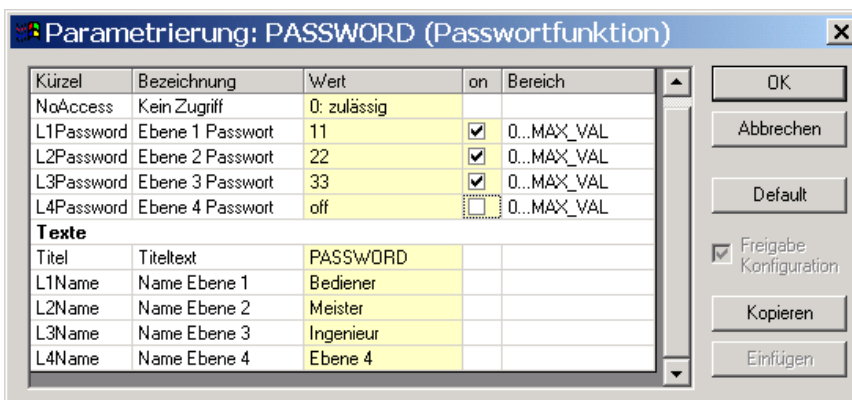 Parametrierung: PASSWORD (Passwortfunktion)
Kürzel Bezeichnung Wert on Bereich
NoAccess Kein Zugriff 0: zulässig
L1Password Ebene 1 Passwort 11 0...MAX_VAL
L2Password Ebene 2 Passwort 22 0...MAX_VAL
L3Password Ebene 3 Passwort 33 0...MAX_VAL
L4Password Ebene 4 Passwort off 0...MAX_VAL
Texte
Titel Titeltext PASSWORD
L1Name Name Ebene 1 Bediener
L2Name Name Ebene 2 Meister
L3Name Name Ebene 3 Ingenieur
L4Name Name Ebene 4 Ebene 4
OK
Abbrechen
Default
Freigabe
Konfiguration
Kopieren
Einfügen